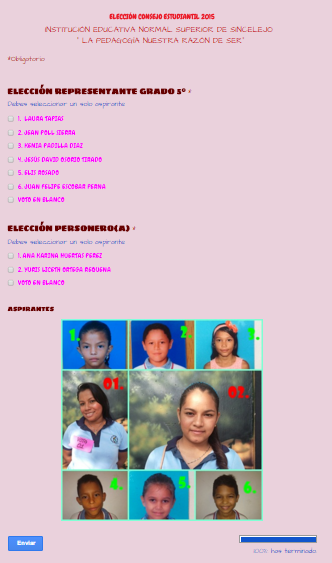 ELECCIÓN CONSEJO ESTUDIANTIL 2015
INSTITUCIÓN EDUCATIVA NORMAL SUPERIOR DE SINCELEJO
" LA PEDAGOGÍA NUESTRA RAZÓN DE SER"
*Obligatorio
ELECCIÓN REPRESENTANTE GRADO 5° *
Debes seleccionar un solo aspirante
1. LAURA TAPIAS
2. JEAN POLL SIERRA
3. KENIA PADILLA DIAZ
4. JESUS DAVID OSORIO TIRADO
5. ELIS ROSADO
6. JUAN FELIPE ESCOBAR PERNA
VOTO EN BLANCO
ELECCIÓN PERSONERO(A) *
Debes seleccionar un solo aspirante
1. ANA KARINA HUERTAS PEREZ
2. YURIS LICETH ORTEGA REQUENA
VOTO EN BLANCO
ASPIRANTES
1. 2. 3.
01. 02.
4. 5. 6.
Enviar
100%: has terminado.